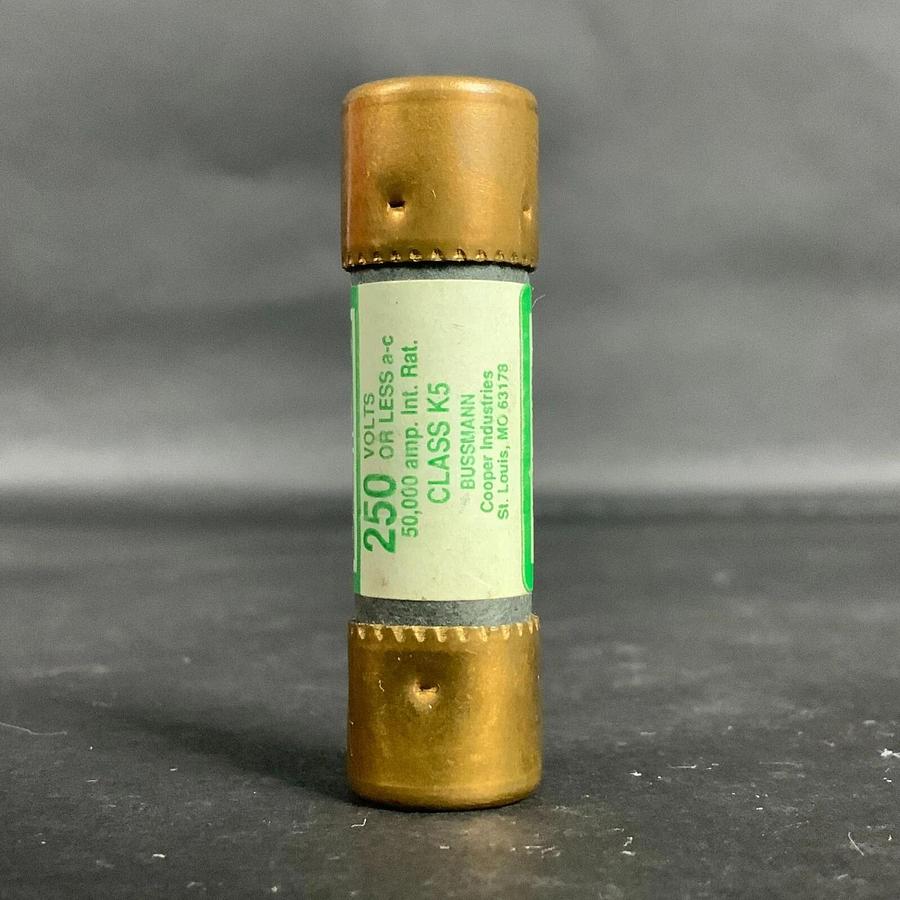 250 VOLTS
OR LESS a-c
50,000 amp. Int. Rat.
CLASS K5
BUSSMANN
Cooper Industries
St. Louis, MO 63178